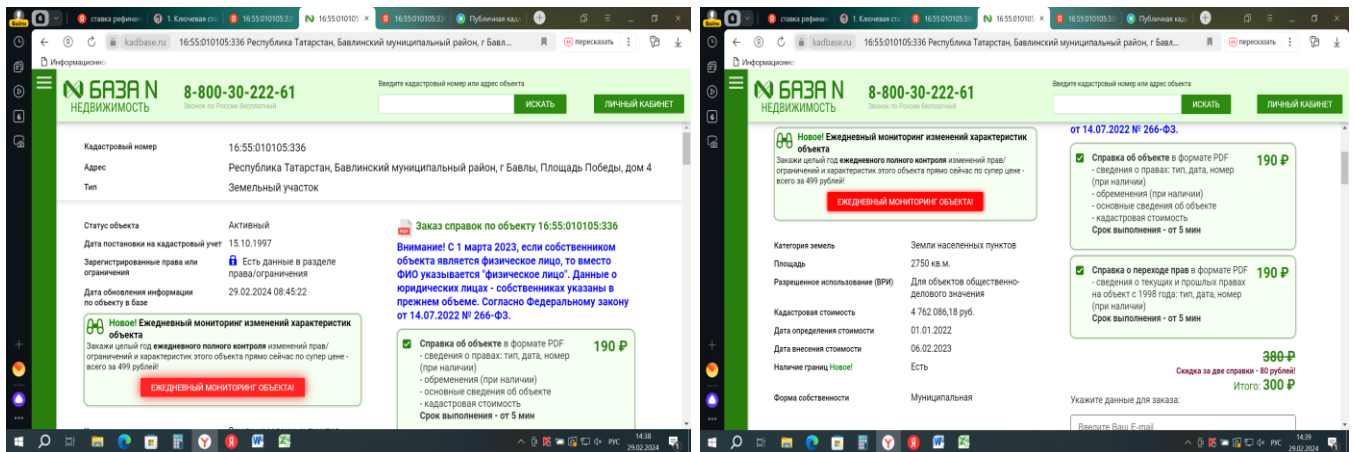 ставка рефинан
1. Ключевая ста
16:55:010105:33
16:55:010105
16:55:010105:33
Публичная кад
kadbase.ru
16:55:010105:336 Республика Татарстан, Бавлинский муниципальный район, г Бавл...
пересказать
Информационно
БАЗА N
НЕДВИЖИМОСТЬ
8-800-30-222-61
Звонок по России бесплатный
Введите кадастровый номер или адрес объекта
ИСКАТЬ
ЛИЧНЫЙ КАБИНЕТ
Кадастровый номер 16:55:010105:336
Адрес Республика Татарстан, Бавлинский муниципальный район, г Бавлы, Площадь Победы, дом 4
Тип Земельный участок
Статус объекта Активный
Дата постановки на кадастровый учет 15.10.1997
Зарегистрированные права или ограничения Есть данные в разделе права/ограничения
Дата обновления информации по объекту в базе 29.02.2024 08:45:22
Новое! Ежедневный мониторинг изменений характеристик
объекта
Закажи целый год ежедневного полного контроля изменений прав/
ограничений и характеристик этого объекта прямо сейчас по супер цене -
всего за 499 рублей!
ЕЖЕДНЕВНЫЙ МОНИТОРИНГ ОБЪЕКТА!
Заказ справок по объекту 16:55:010105:336
Внимание! С 1 марта 2023, если собственником
объекта является физическое лицо, то вместо
ФИО указывается "физическое лицо". Данные о
юридических лицах - собственниках указаны в
прежнем объеме. Согласно Федеральному закону
от 14.07.2022 № 266-ФЗ.
Справка об объекте в формате PDF 190 ₽
- сведения о правах: тип, дата, номер
(при наличии)
- обременения (при наличии)
- основные сведения об объекте
- кадастровая стоимость
Срок выполнения - от 5 мин
РУС
14:38
29.02.2024
ставка рефинан
1. Ключевая ста
16:55:010105:33
16:55:010105
16:55:010105:33
Публичная кад
kadbase.ru
16:55:010105:336 Республика Татарстан, Бавлинский муниципальный район, г Бавл...
пересказать
Информационно
БАЗА N
НЕДВИЖИМОСТЬ
8-800-30-222-61
Звонок по России бесплатный
Введите кадастровый номер или адрес объекта
ИСКАТЬ
ЛИЧНЫЙ КАБИНЕТ
Новое! Ежедневный мониторинг изменений характеристик
объекта
Закажи целый год ежедневного полного контроля изменений прав/
ограничений и характеристик этого объекта прямо сейчас по супер цене -
всего за 499 рублей!
ЕЖЕДНЕВНЫЙ МОНИТОРИНГ ОБЪЕКТА!
Категория земель Земли населенных пунктов
Площадь 2750 кв.м.
Разрешенное использование (ВРИ) Для объектов общественно-
делового значения
Кадастровая стоимость 4 762 086,18 руб.
Дата определения стоимости 01.01.2022
Дата внесения стоимости 06.02.2023
Наличие границ Новое! Есть
Форма собственности Муниципальная
от 14.07.2022 № 266-ФЗ.
Справка об объекте в формате PDF 190 ₽
- сведения о правах: тип, дата, номер
(при наличии)
- обременения (при наличии)
- основные сведения об объекте
- кадастровая стоимость
Срок выполнения - от 5 мин
Справка о переходе прав в формате PDF 190 ₽
- сведения о текущих и прошлых правах
на объект с 1998 года: тип, дата, номер
(при наличии)
Срок выполнения - от 5 мин
380 ₽
Скидка за две справки - 80 рублей!
Итого: 300 ₽
Укажите данные для заказа:
Введите Ваш E-mail
РУС
14:39
29.02.2024